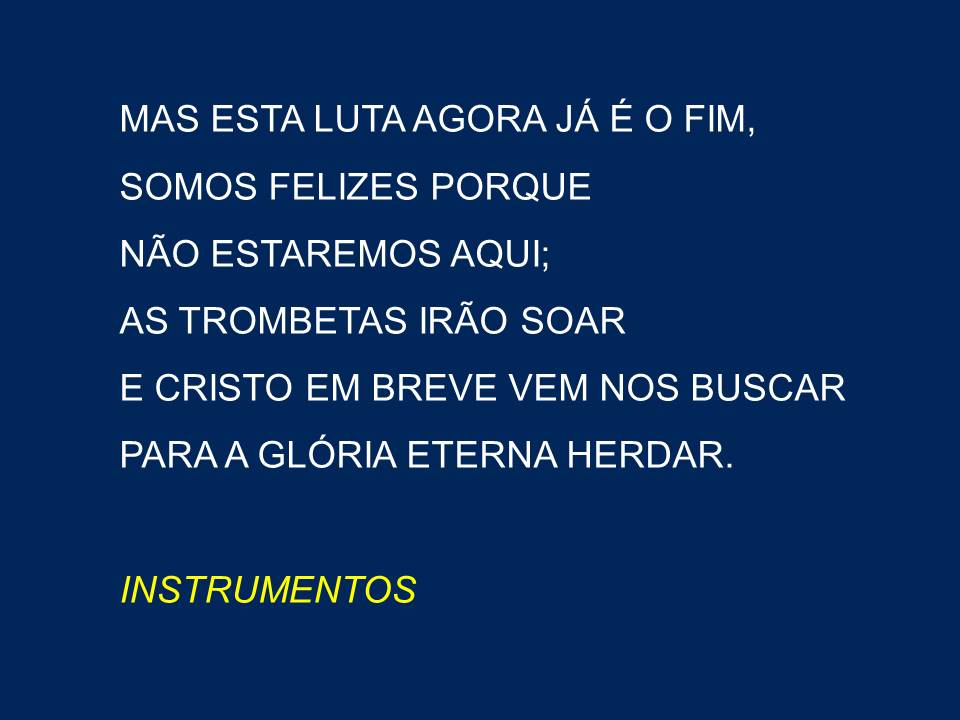 MAS ESTA LUTA AGORA JÁ É O FIM,
SOMOS FELIZES PORQUE
NÃO ESTAREMOS AQUI;
AS TROMBETAS IRÃO SOAR
E CRISTO EM BREVE VEM NOS BUSCAR
PARA A GLÓRIA ETERNA HERDAR.
INSTRUMENTOS